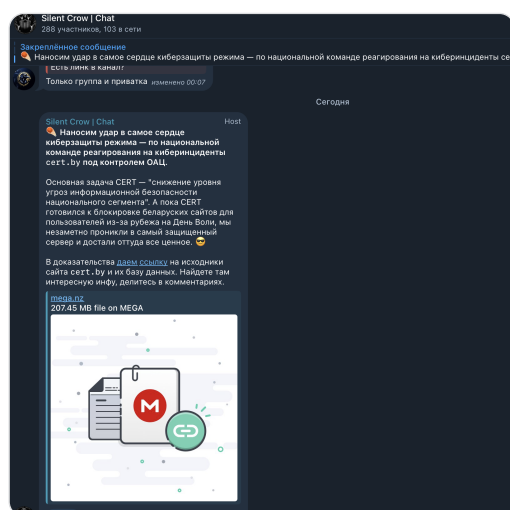 Silent Crow | Chat
288 участников, 103 в сети
Закреплённое сообщение
Наносим удар в самое сердце киберзащиты режима — по национальной команде реагирования на киберинциденты се
Есть линк в канал?
Только группа и приватка изменено 00:07
Сегодня
Silent Crow | Chat Host
Наносим удар в самое сердце
киберзащиты режима — по национальной
команде реагирования на киберинциденты
cert.by под контролем ОАЦ.
Основная задача CERT — "снижение уровня
угроз информационной безопасности
национального сегмента". А пока CERT
готовился к блокировке беларуских сайтов для
пользователей из-за рубежа на День Воли, мы
незаметно проникли в самый защищенный
сервер и достали оттуда все ценное. 😎
В доказательства даем ссылку на исходники
сайта cert.by и их базу данных. Найдете там
интересную инфу, делитесь в комментариях.
mega.nz
207.45 MB file on MEGA
M